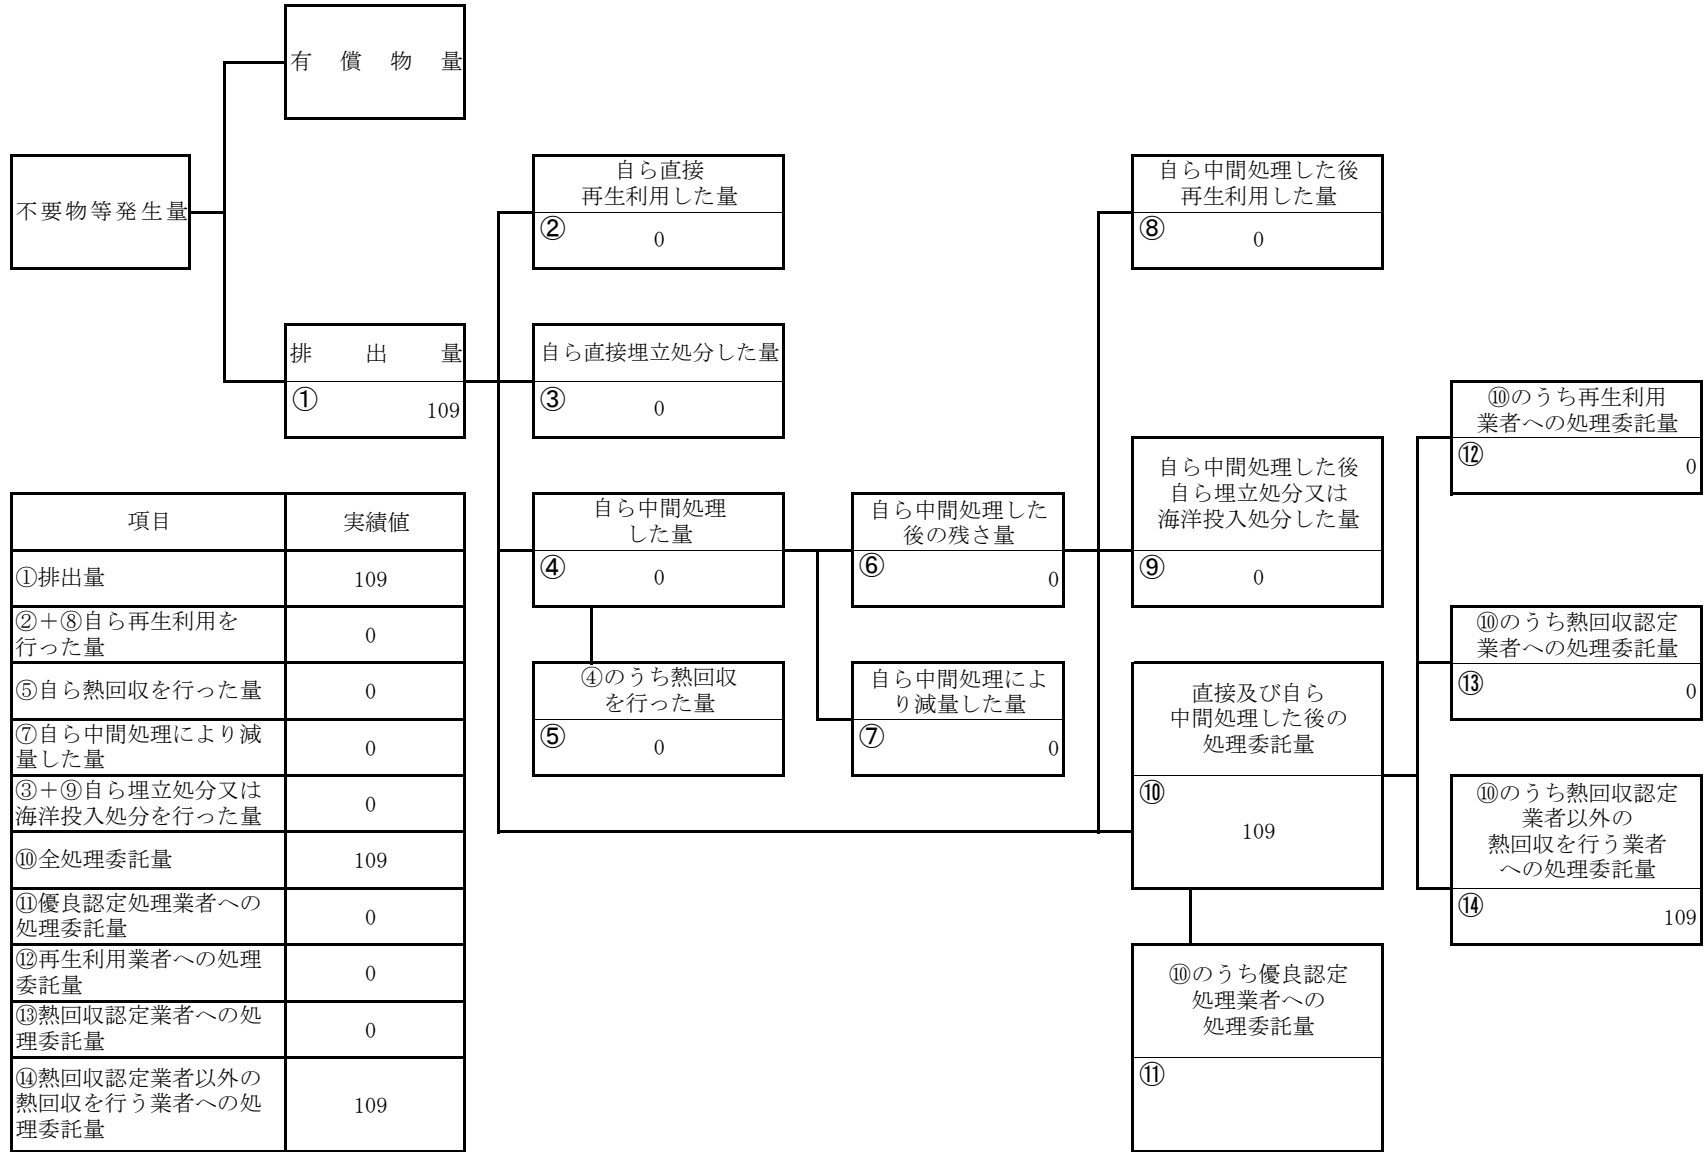 有償物量
不要物等発生量
排出量
①
109
自ら直接
再生利用した量
②
0
自ら直接埋立処分した量
③
0
自ら中間処理
した量
④
0
④のうち熱回収
を行った量
⑤
0
自ら中間処理した
後の残さ量
⑥
0
自ら中間処理によ
り減量した量
⑦
0
自ら中間処理した後
再生利用した量
⑧
0
自ら中間処理した後
自ら埋立処分又は
海洋投入処分した量
⑨
0
直接及び自ら
中間処理した後の
処理委託量
⑩
109
⑩のうち優良認定
処理業者への
処理委託量
⑪
⑩のうち再生利用
業者への処理委託量
⑫
0
⑩のうち熱回収認定
業者への処理委託量
⑬
0
⑩のうち熱回収認定
業者以外の
熱回収を行う業者
への処理委託量
⑭
109
項目 実績値
①排出量 109
②＋⑧自ら再生利用を
行った量
0
⑤自ら熱回収を行った量 0
⑦自ら中間処理により減
量した量
0
③＋⑨自ら埋立処分又は
海洋投入処分を行った量
0
⑩全処理委託量 109
⑪優良認定処理業者への
処理委託量
0
⑫再生利用業者への処理
委託量
0
⑬熱回収認定業者への処
理委託量
0
⑭熱回収認定業者以外の
熱回収を行う業者への処
理委託量
109